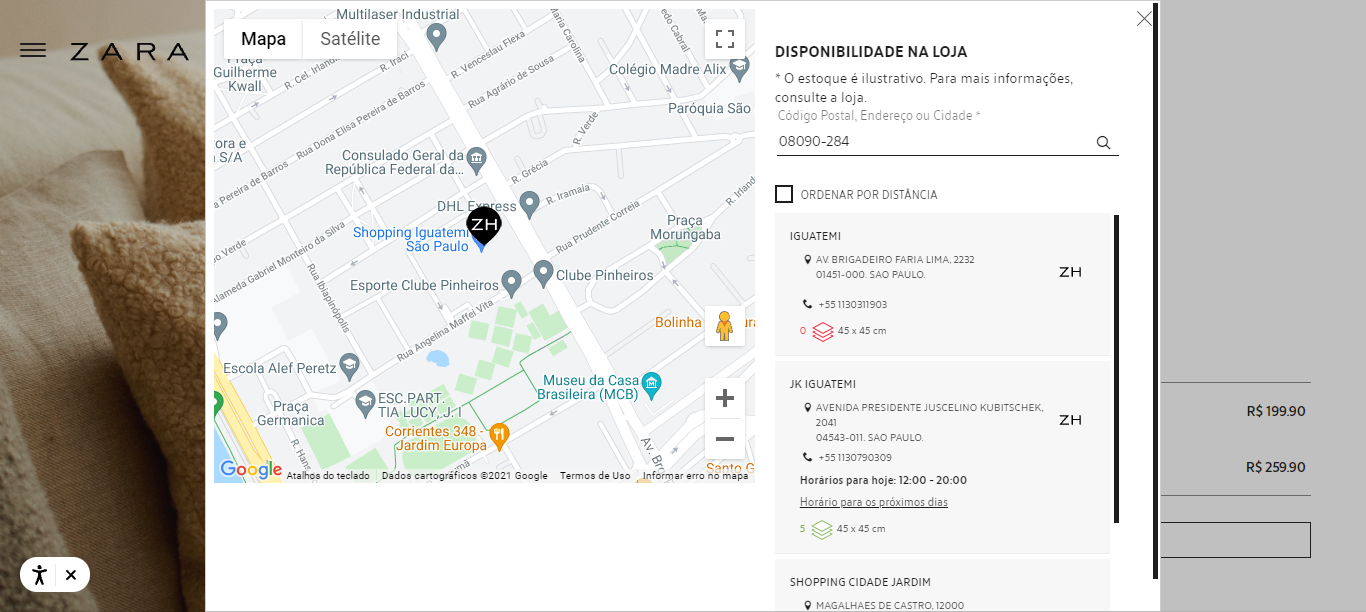 ZARA
Mapa
Satélite
Multilaser Industrial
Praça
Guilherme
Kwall
R. Cel. Irlandi
R. Iraci
R. Venceslau Flexa
Maria Carolina
Rua Agrário de Sousa
Colégio Madre Alix
Paróquia São
Rua Dona Elisa Pereira de Barros
Consulado Geral da
República Federal da...
R. Verde
R. Grécia
DHL Express
R. Iramaia
Rua Prudente Correia
Praça
Morungaba
Shopping Iguatemi
São Paulo
ZH
Alameda Gabriel Monteiro da Silva
Rua Ibiapinópolis
Esporte Clube Pinheiros
Clube Pinheiros
Rua Angelina Maffei Vita
Bolinha
Escola Alef Peretz
Praça
Germanica
ESC.PART.
TIA LUCY, J. I
Museu da Casa
Brasileira (MCB)
Corrientes 348 -
Jardim Europa
R. Hans
Av. Bro
Santo G
Google
Atalhos do teclado
Dados cartográficos ©2021 Google
Termos de Uso
Informar erro no mapa
DISPONIBILIDADE NA LOJA
* O estoque é ilustrativo. Para mais informações,
consulte a loja.
Código Postal, Endereço ou Cidade *
08090-284
ORDENAR POR DISTÂNCIA
IGUATEMI
AV. BRIGADEIRO FARIA LIMA, 2232
01451-000. SAO PAULO.
ZH
+55 1130311903
0 45 x 45 cm
JK IGUATEMI
AVENIDA PRESIDENTE JUSCELINO KUBITSCHEK,
2041
04543-011. SAO PAULO.
ZH
+55 1130790309
Horários para hoje: 12:00 - 20:00
Horário para os próximos dias
5 45 x 45 cm
SHOPPING CIDADE JARDIM
MAGALHAES DE CASTRO, 12000
R$ 199.90
R$ 259.90